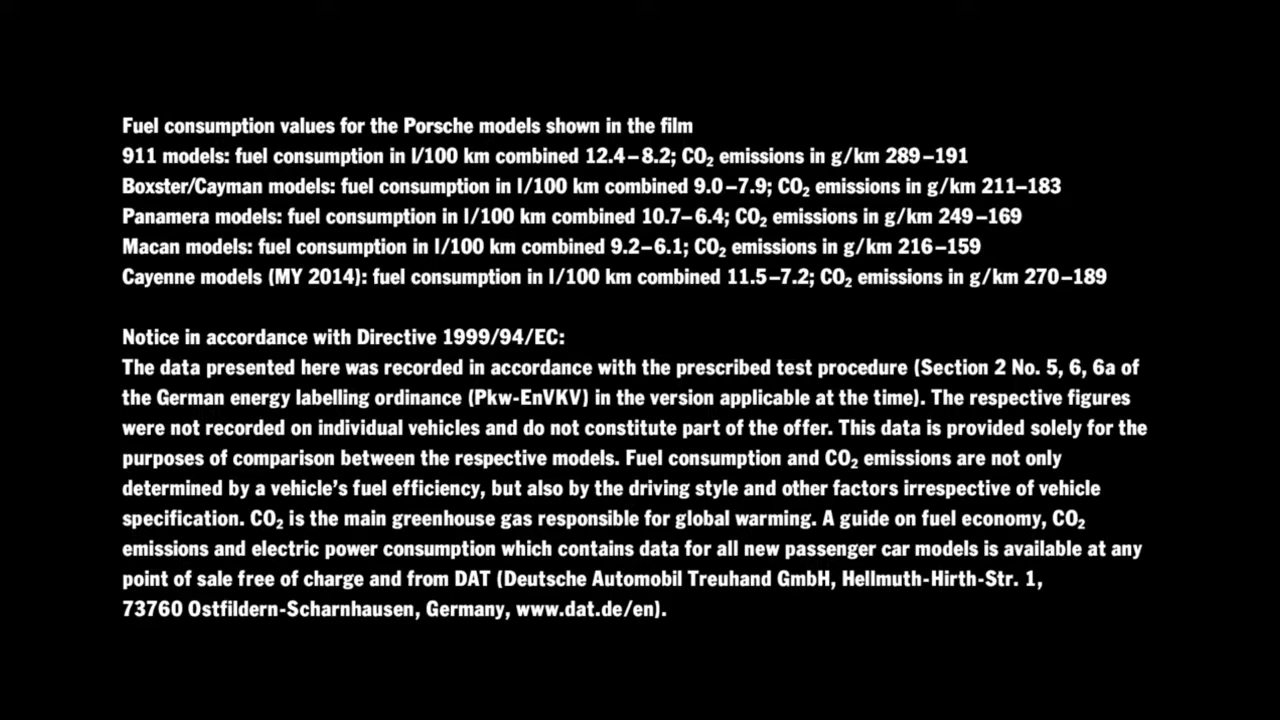 Fuel consumption values for the Porsche models shown in the film
911 models: fuel consumption in l/100 km combined 12.4–8.2; CO₂ emissions in g/km 289–191
Boxster/Cayman models: fuel consumption in l/100 km combined 9.0–7.9; CO₂ emissions in g/km 211–183
Panamera models: fuel consumption in l/100 km combined 10.7–6.4; CO₂ emissions in g/km 249–169
Macan models: fuel consumption in l/100 km combined 9.2–6.1; CO₂ emissions in g/km 216–159
Cayenne models (MY 2014): fuel consumption in l/100 km combined 11.5–7.2; CO₂ emissions in g/km 270–189
Notice in accordance with Directive 1999/94/EC:
The data presented here was recorded in accordance with the prescribed test procedure (Section 2 No. 5, 6, 6a of
the German energy labelling ordinance (Pkw-EnVKV) in the version applicable at the time). The respective figures
were not recorded on individual vehicles and do not constitute part of the offer. This data is provided solely for the
purposes of comparison between the respective models. Fuel consumption and CO₂ emissions are not only
determined by a vehicle’s fuel efficiency, but also by the driving style and other factors irrespective of vehicle
specification. CO₂ is the main greenhouse gas responsible for global warming. A guide on fuel economy, CO₂
emissions and electric power consumption which contains data for all new passenger car models is available at any
point of sale free of charge and from DAT (Deutsche Automobil Treuhand GmbH, Hellmuth-Hirth-Str. 1,
73760 Ostfildern-Scharnhausen, Germany, www.dat.de/en).